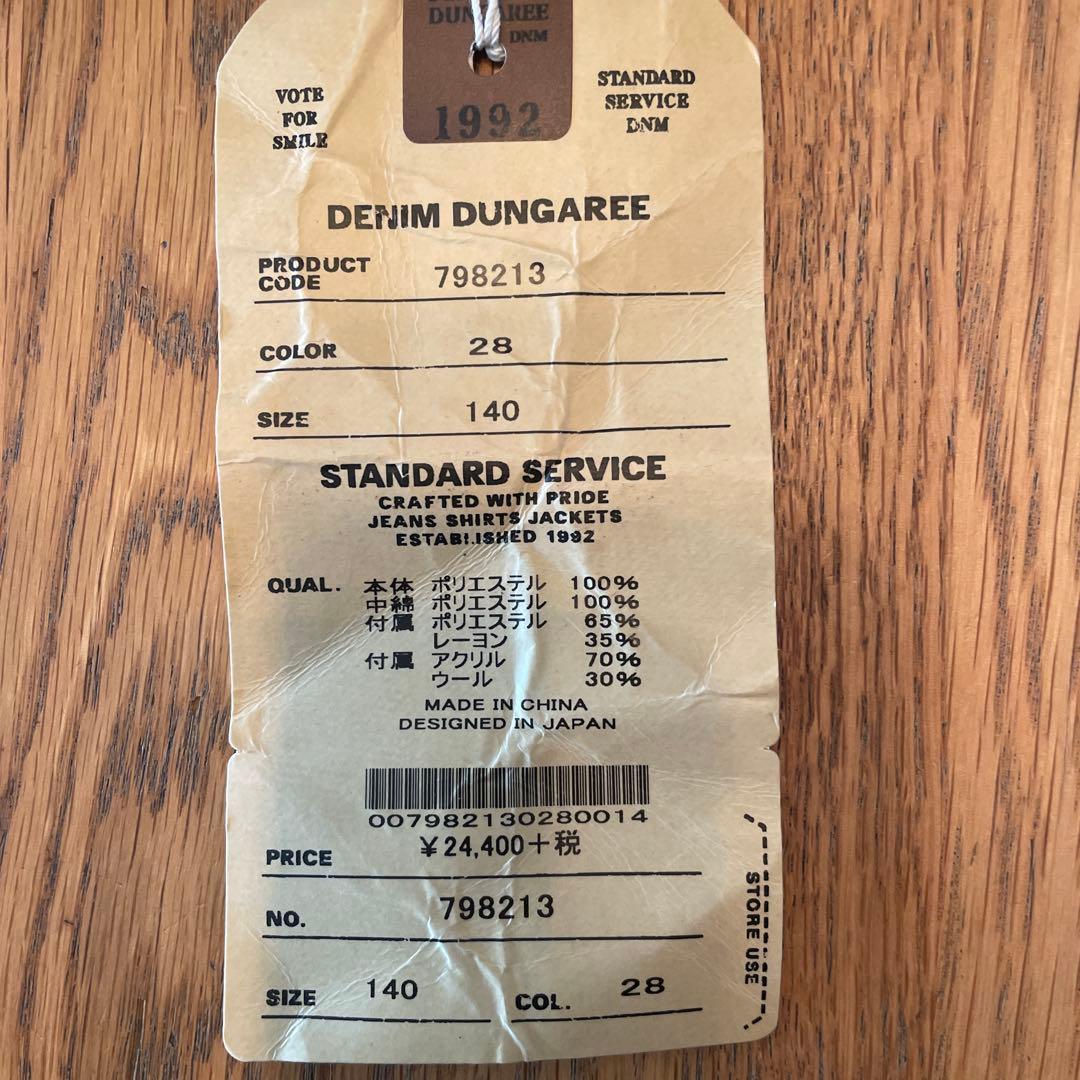 DUNGAREE
DNM
1992
VOTE
FOR
SMILE
STANDARD
SERVICE
DNM
DENIM DUNGAREE
PRODUCT
CODE 798213
COLOR 28
SIZE 140
STANDARD SERVICE
CRAFTED WITH PRIDE
JEANS SHIRTS JACKETS
ESTABLISHED 1992
QUAL. 本体 ポリエステル 100%
中綿 ポリエステル 100%
付属 ポリエステル 65%
レーヨン 35%
付属 アクリル 70%
ウール 30%
MADE IN CHINA
DESIGNED IN JAPAN
007982130280014
PRICE ¥24,400+税
NO. 798213
SIZE 140 COL. 28
STORE USE